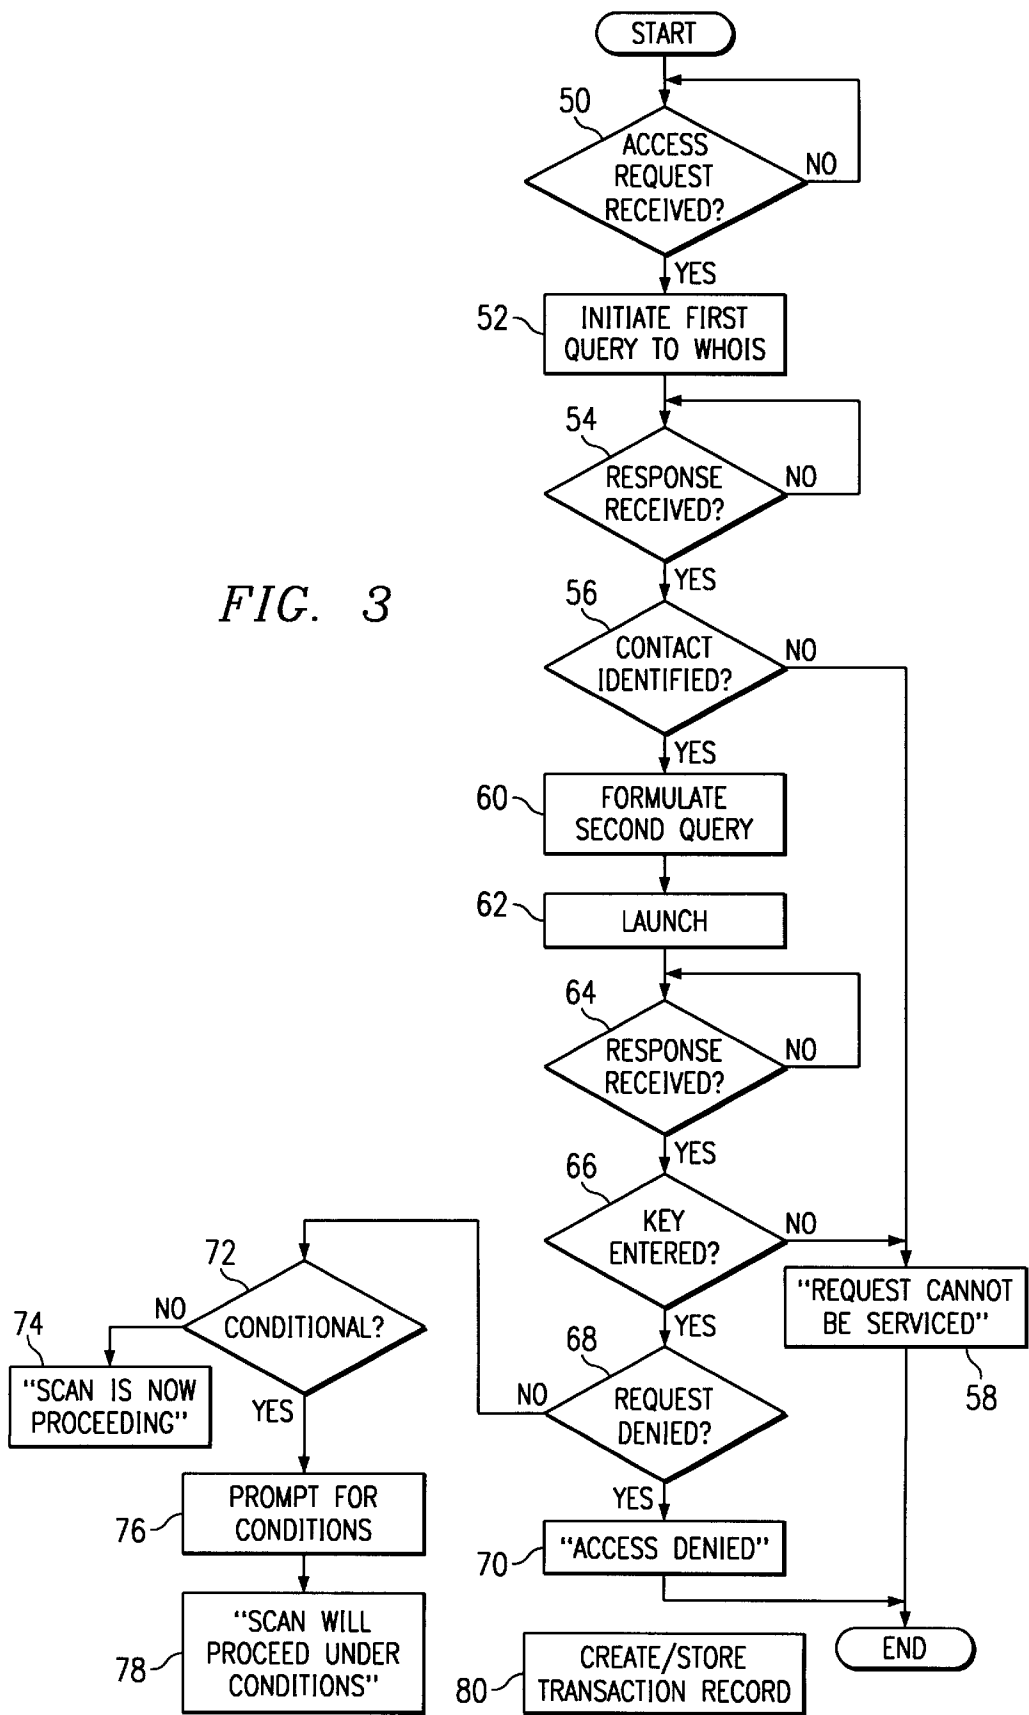 START
50
ACCESS
REQUEST
RECEIVED?
NO
YES
52
INITIATE FIRST
QUERY TO WHOIS
54
RESPONSE
RECEIVED?
NO
YES
FIG. 3
56
CONTACT
IDENTIFIED?
NO
YES
60
FORMULATE
SECOND QUERY
62
LAUNCH
64
RESPONSE
RECEIVED?
NO
YES
66
KEY
ENTERED?
NO
YES
"REQUEST CANNOT
BE SERVICED"
58
68
REQUEST
DENIED?
NO
YES
72
CONDITIONAL?
NO
74
"SCAN IS NOW
PROCEEDING"
YES
76
PROMPT FOR
CONDITIONS
70
"ACCESS DENIED"
78
"SCAN WILL
PROCEED UNDER
CONDITIONS"
END
80
CREATE/STORE
TRANSACTION RECORD